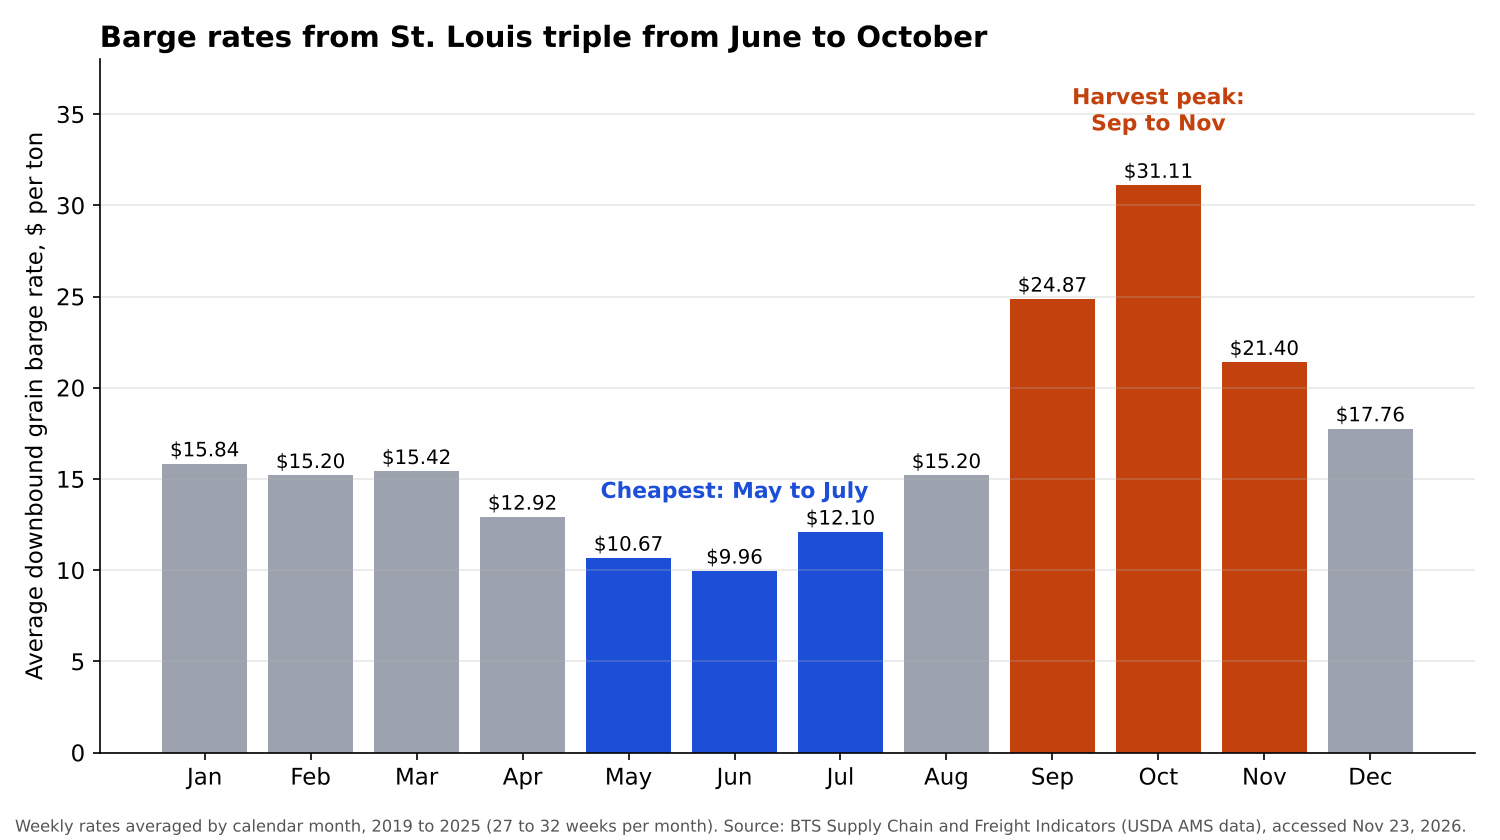 Barge rates from St. Louis triple from June to October
Average downbound grain barge rate, $ per ton
35
30
25
20
15
10
5
0
Harvest peak:
Sep to Nov
Cheapest: May to July
$15.84
$15.20
$15.42
$12.92
$10.67
$9.96
$12.10
$15.20
$24.87
$31.11
$21.40
$17.76
Jan
Feb
Mar
Apr
May
Jun
Jul
Aug
Sep
Oct
Nov
Dec
Weekly rates averaged by calendar month, 2019 to 2025 (27 to 32 weeks per month). Source: BTS Supply Chain and Freight Indicators (USDA AMS data), accessed Nov 23, 2026.